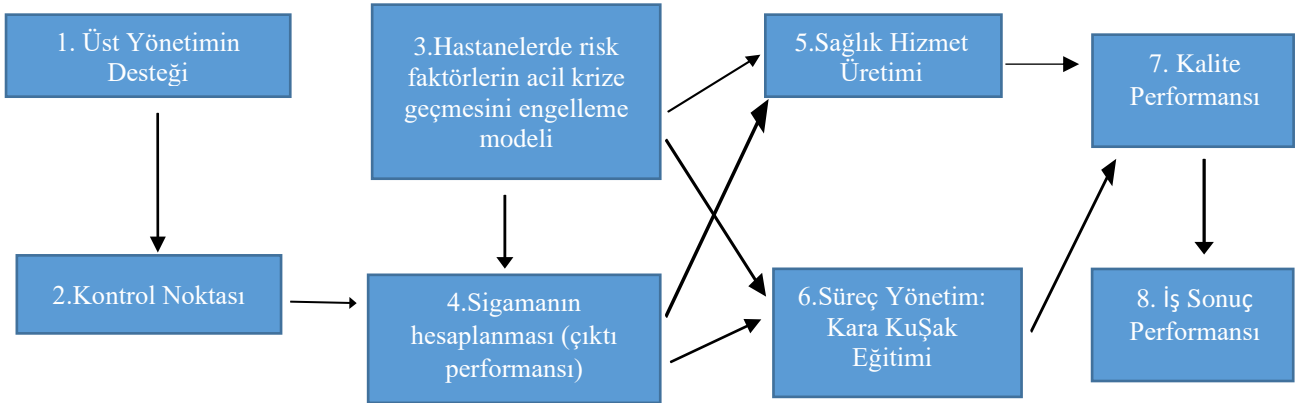 1. Üst Yönetimin
Desteği
2.Kontrol Noktası
3.Hastanelerde risk
faktörlerin acil krize
geçmesini engelleme
modeli
4.Sigamanın
hesaplanması (çıktı
performansı)
5.Sağlık Hizmet
Üretimi
6.Süreç Yönetim:
Kara KuŞak
Eğitimi
7. Kalite
Performansı
8. İş Sonuç
Performansı